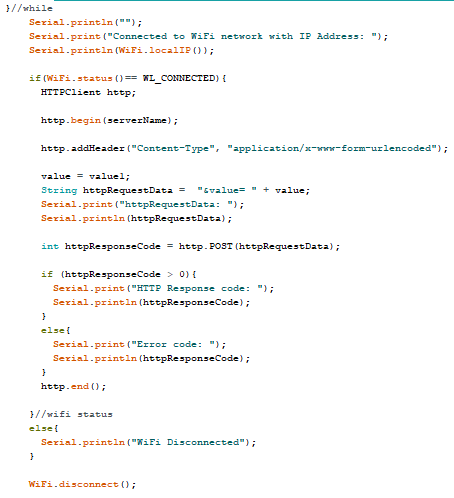 }//while
Serial.println("");
Serial.print("Connected to WiFi network with IP Address: ");
Serial.println(WiFi.localIP());
if(WiFi.status()== WL_CONNECTED){
HTTPClient http;
http.begin(serverName);
http.addHeader("Content-Type", "application/x-www-form-urlencoded");
value = value1;
String httpRequestData =  "&value= " + value;
Serial.print("httpRequestData: ");
Serial.println(httpRequestData);
int httpResponseCode = http.POST(httpRequestData);
if (httpResponseCode > 0){
Serial.print("HTTP Response code: ");
Serial.println(httpResponseCode);
}
else{
Serial.print("Error code: ");
Serial.println(httpResponseCode);
}
http.end();
}//wifi status
else{
Serial.println("WiFi Disconnected");
}
WiFi.disconnect();